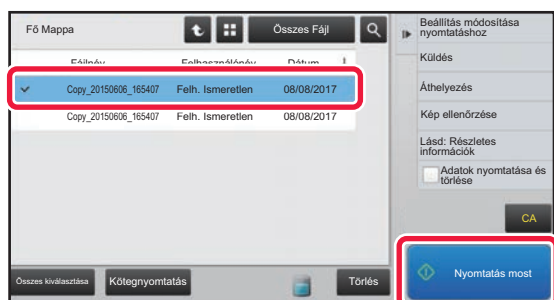 Fő Mappa
Összes Fájl
Fájlnév Felhasználónév Dátum
Copy_20150606_165407 Felh. Ismeretlen 08/08/2017
Copy_20150606_165407 Felh. Ismeretlen 08/08/2017
Összes kiválasztása
Kötegnyomtatás
Törlés
Beállítás módosítása
nyomtatáshoz
Küldés
Áthelyezés
Kép ellenőrzése
Lásd: Részletes
információk
Adatok nyomtatása és
törlése
CA
Nyomtatás most